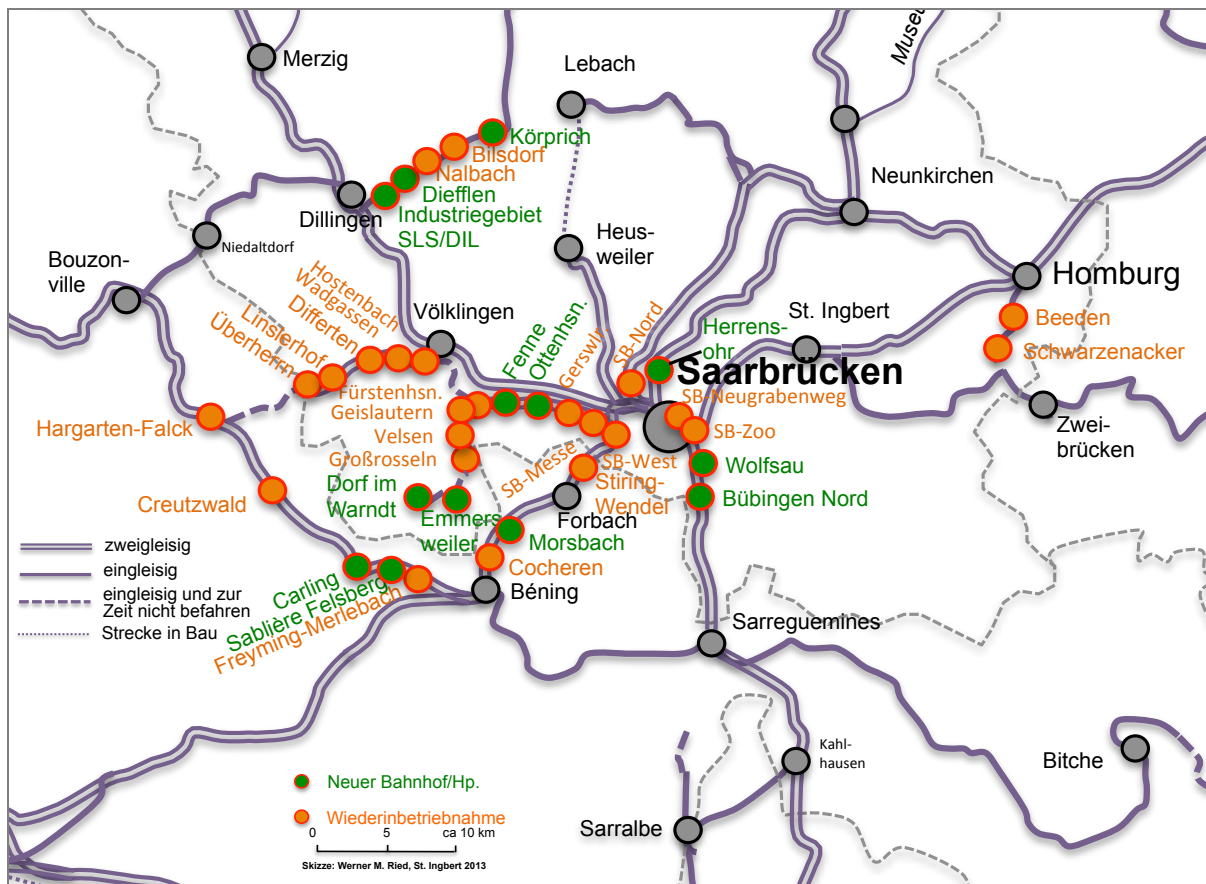 Merzig
Lebach
Museu
Körprich
Bilsdorf
Nalbach
Diefflen
Industriegebiet
SLS/DIL
Dillingen
Neunkirchen
Niedaltdorf
Heus-
weiler
Bouzon-
ville
Homburg
Hostenbach
Wadgassen
Differten
Linslerhof
Überherrn
Völklingen
Fenne
Ottenhsn.
Gerswlr.
SB-Nord
Herrens-
ohr
St. Ingbert
Beeden
Schwarzenacker
Saarbrücken
SB-Neugrabenweg
SB-Zoo
Zwei-
brücken
Fürstenhsn.
Geislautern
Velsen
Großrosseln
Hargarten-Falck
Dorf im
Warndt
Emmers
weiler
SB-Messe
SB-West
Stiring-
Wendel
Wolfsau
Bübingen Nord
Creutzwald
Forbach
Morsbach
Cocheren
Béning
Carling
Sablière Felsberg
Freyming-Merlebach
zweigleisig
eingleisig
eingleisig und zur
Zeit nicht befahren
Strecke in Bau
Sarreguemines
Kahl-
hausen
Bitche
Sarralbe
Neuer Bahnhof/Hp.
Wiederinbetriebnahme
0 5 ca 10 km
Skizze: Werner M. Ried, St. Ingbert 2013